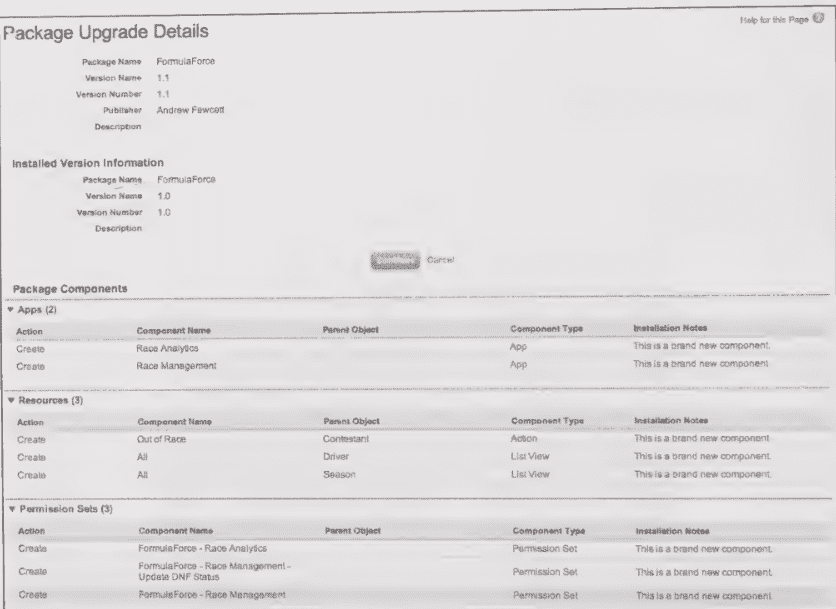 Help for this Page
Package Upgrade Details
Package Name FormulaForce
Version Name 1.1
Version Number 1.1
Publisher Andrew Fawcett
Description
Installed Version Information
Package Name FormulaForce
Version Name 1.0
Version Number 1.0
Description
Cancel
Package Components
▼ Apps (2)
Action Component Name Parent Object Component Type Installation Notes
Create Race Analytics App This is a brand new component.
Create Race Management App This is a brand new component
▼ Resources (3)
Action Component Name Parent Object Component Type Installation Notes
Create Out of Race Contestant Action This is a brand new component
Create All Driver List View This is a brand new component.
Create All Season List View This is a brand new component.
▼ Permission Sets (3)
Action Component Name Parent Object Component Type Installation Notes
Create FormulaForce - Race Analytics Permission Set This is a brand new component.
Create FormulaForce - Race Management - Permission Set This is a brand new component.
Update DNF Status
Create FormulaForce - Race Management Permission Set This is a brand new component